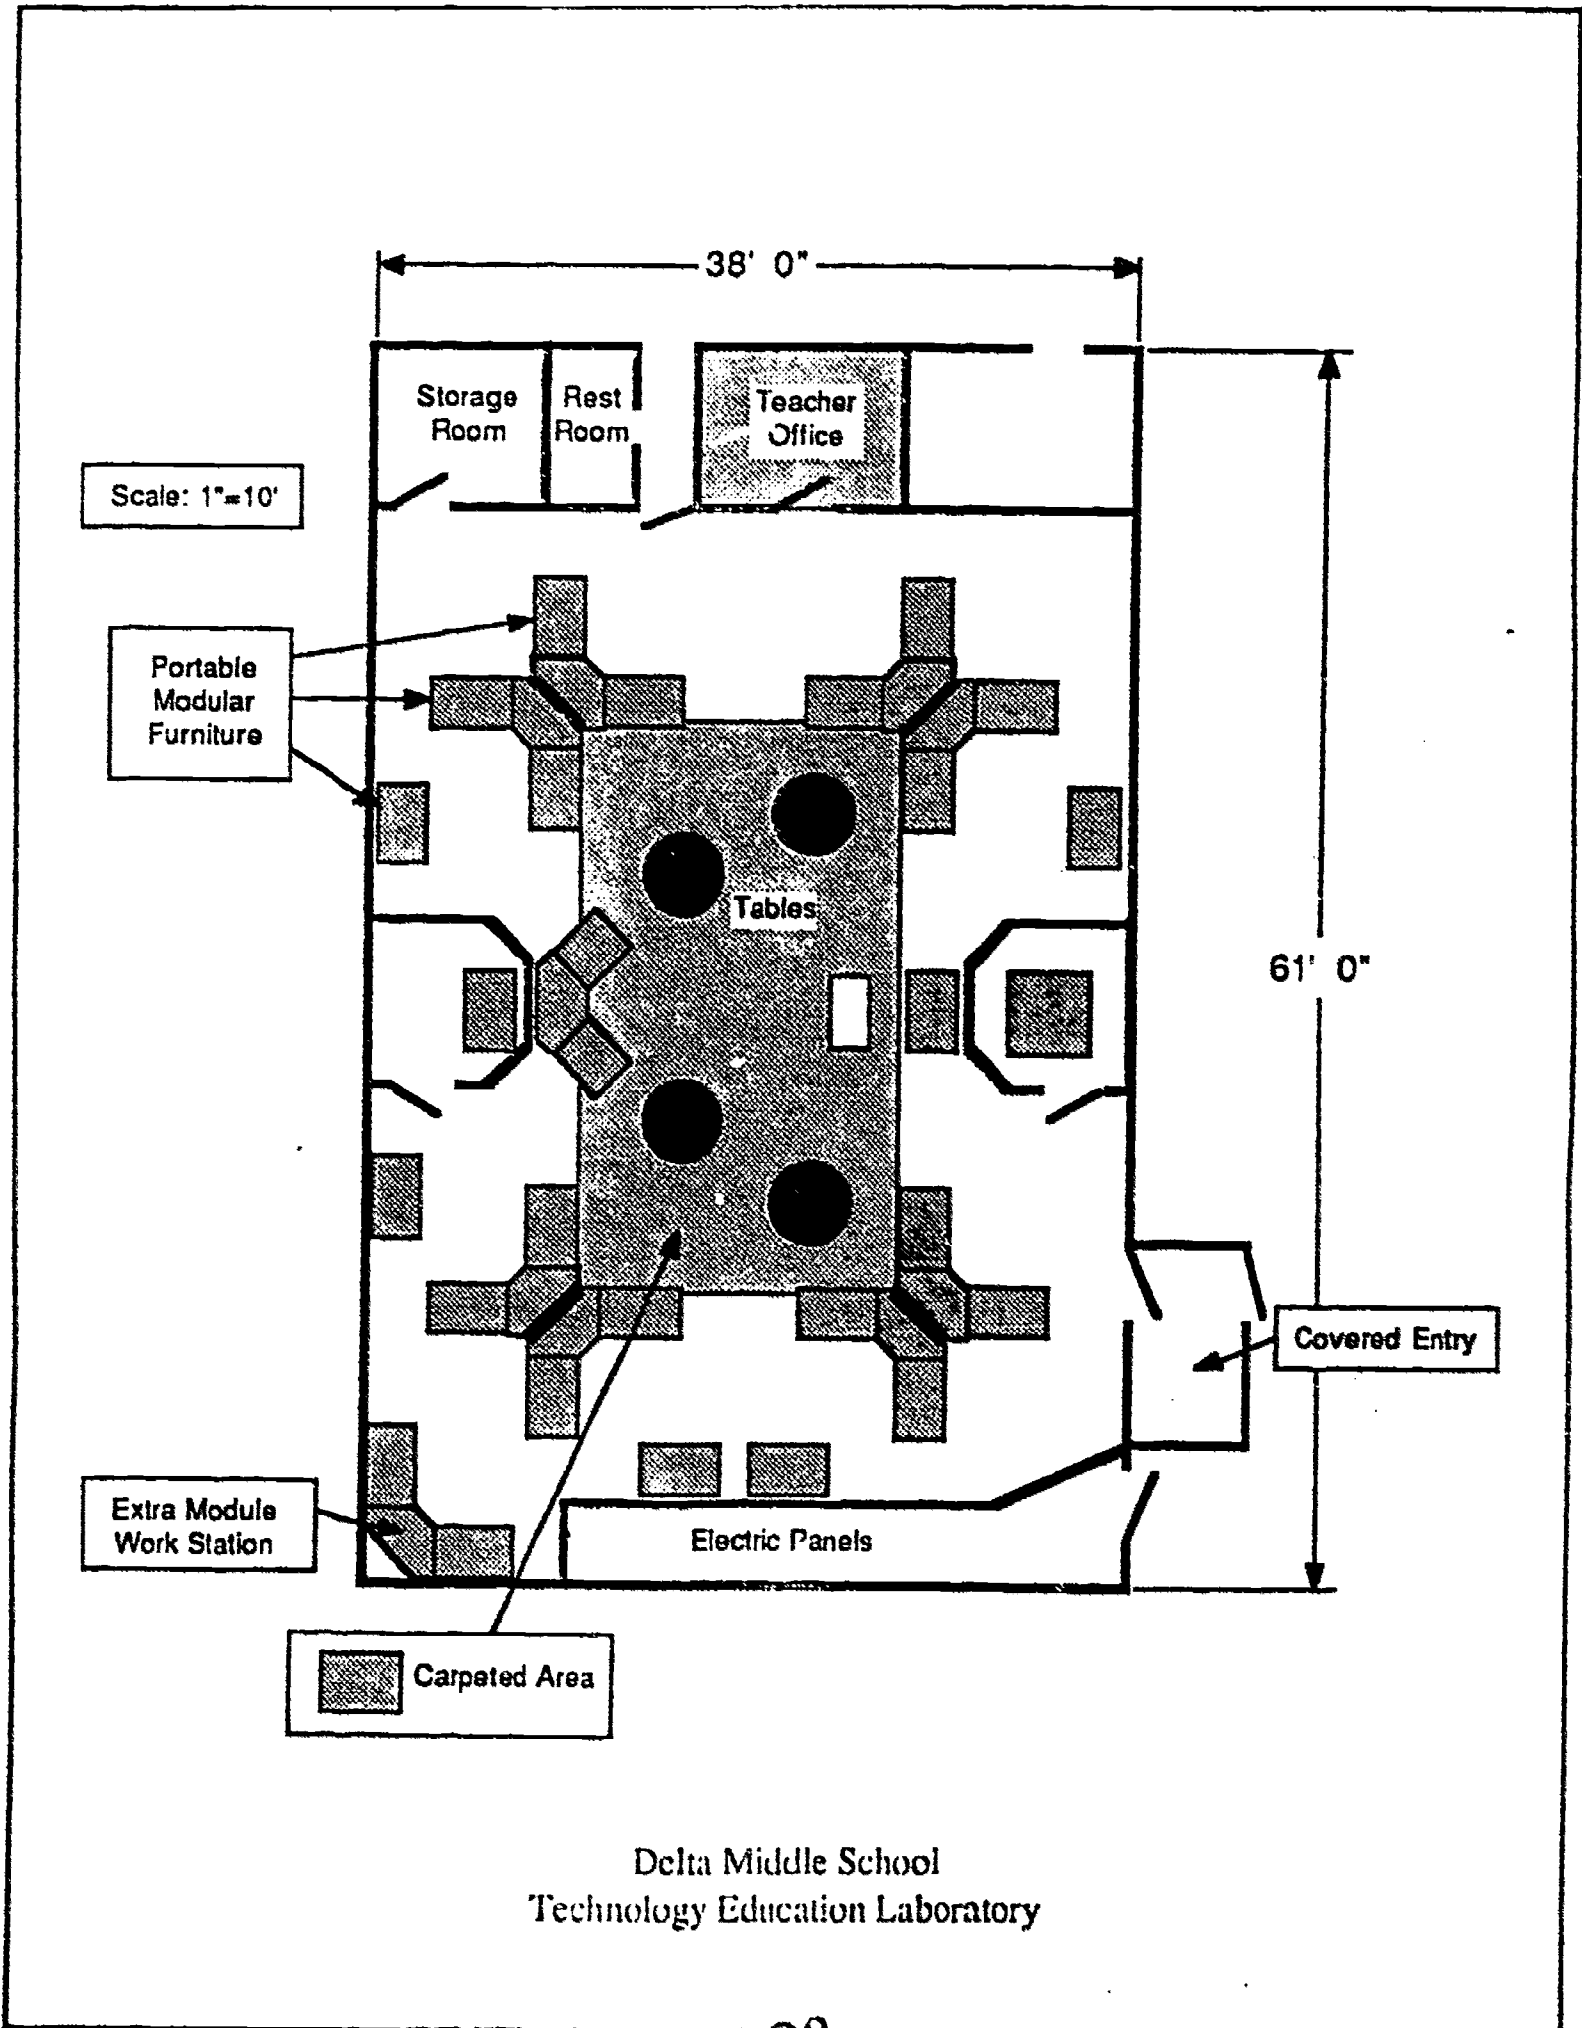 38' 0"
Storage
Room
Rest
Room
Teacher
Office
Scale: 1"=10'
Portable
Modular
Furniture
Tables
61' 0"
Covered Entry
Extra Module
Work Station
Electric Panels
Carpeted Area
Delta Middle School
Technology Education Laboratory